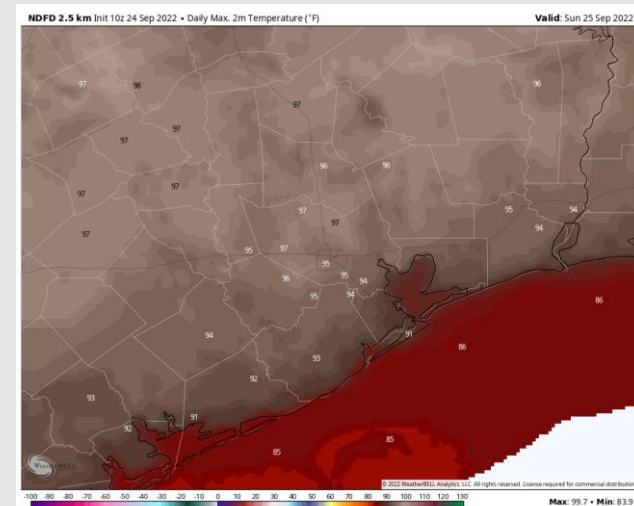 NDFD 2.5 km Init 10z 24 Sep 2022 • Daily Max. 2m Temperature (°F) Valid: Sun 25 Sep 2022
97 98 96
97
97
97
96 96
97
97
97 95 94
97 94
97
95 97
95
96 95 94
95 94
86
94 91
86
93
92
93
91
92
85
85
WeatherBELL
© 2022 WeatherBELL Analytics, LLC. All rights reserved. License required for commercial distribution
-100 -90 -80 -70 -60 -50 -40 -30 -20 -10 0 10 20 30 40 50 60 70 80 90 100 110 120 130
Max: 99.7 • Min: 83.9